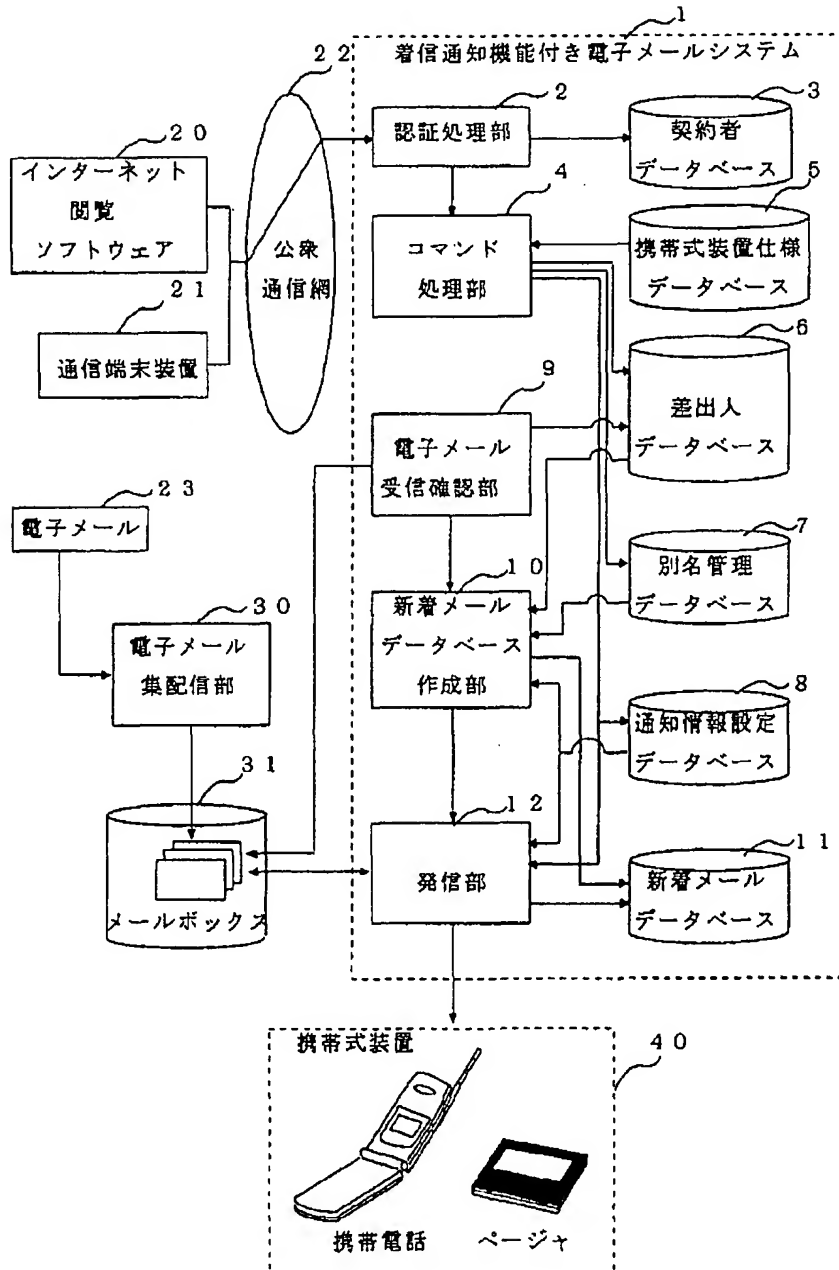 1
着信通知機能付き電子メールシステム
22
2
3
認証処理部
契約者
データベース
20
インターネット
閲覧
ソフトウェア
4
5
コマンド
処理部
携帯式装置仕様
データベース
公衆
通信網
21
通信端末装置
6
差出人
データベース
9
電子メール
受信確認部
23
電子メール
7
別名管理
データベース
10
新着メール
データベース
作成部
30
電子メール
集配信部
8
通知情報設定
データベース
31
メールボックス
12
発信部
11
新着メール
データベース
携帯式装置
40
携帯電話
ページャ